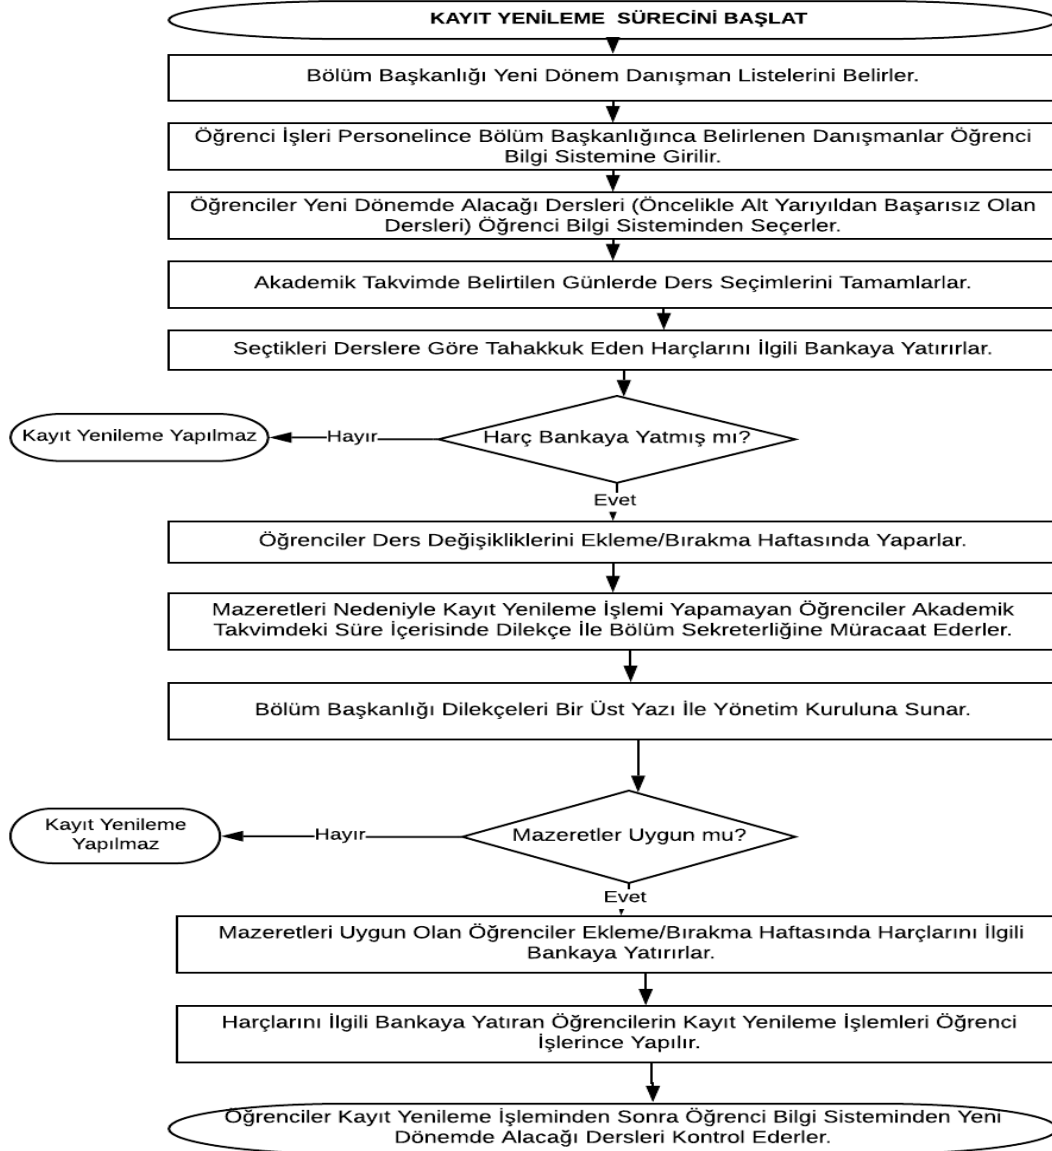 KAYIT YENİLEME SÜRECİNİ BAŞLAT
Bölüm Başkanlığı Yeni Dönem Danışman Listelerini Belirler.
Öğrenci İşleri Personelince Bölüm Başkanlığınca Belirlenen Danışmanlar Öğrenci
Bilgi Sistemine Girilir.
Öğrenciler Yeni Dönemde Alacağı Dersleri (Öncelikle Alt Yarıyıldan Başarısız Olan
Dersleri) Öğrenci Bilgi Sisteminden Seçerler.
Akademik Takvimde Belirtilen Günlerde Ders Seçimlerini Tamamlarlar.
Seçtikleri Derslere Göre Tahakkuk Eden Harçlarını İlgili Bankaya Yatırırlar.
Kayıt Yenileme Yapılmaz
Hayır
Harç Bankaya Yatmış mı?
Evet
Öğrenciler Ders Değişikliklerini Ekleme/Bırakma Haftasında Yaparlar.
Mazeretleri Nedeniyle Kayıt Yenileme İşlemi Yapamayan Öğrenciler Akademik
Takvimdeki Süre İçerisinde Dilekçe İle Bölüm Sekreterliğine Müracaat Ederler.
Bölüm Başkanlığı Dilekçeleri Bir Üst Yazı İle Yönetim Kuruluna Sunar.
Kayıt Yenileme
Yapılmaz
Hayır
Mazeretler Uygun mu?
Evet
Mazeretleri Uygun Olan Öğrenciler Ekleme/Bırakma Haftasında Harçlarını İlgili
Bankaya Yatırırlar.
Harçlarını İlgili Bankaya Yatıran Öğrencilerin Kayıt Yenileme İşlemleri Öğrenci
İşlerince Yapılır.
Öğrenciler Kayıt Yenileme İşleminden Sonra Öğrenci Bilgi Sisteminden Yeni
Dönemde Alacağı Dersleri Kontrol Ederler.